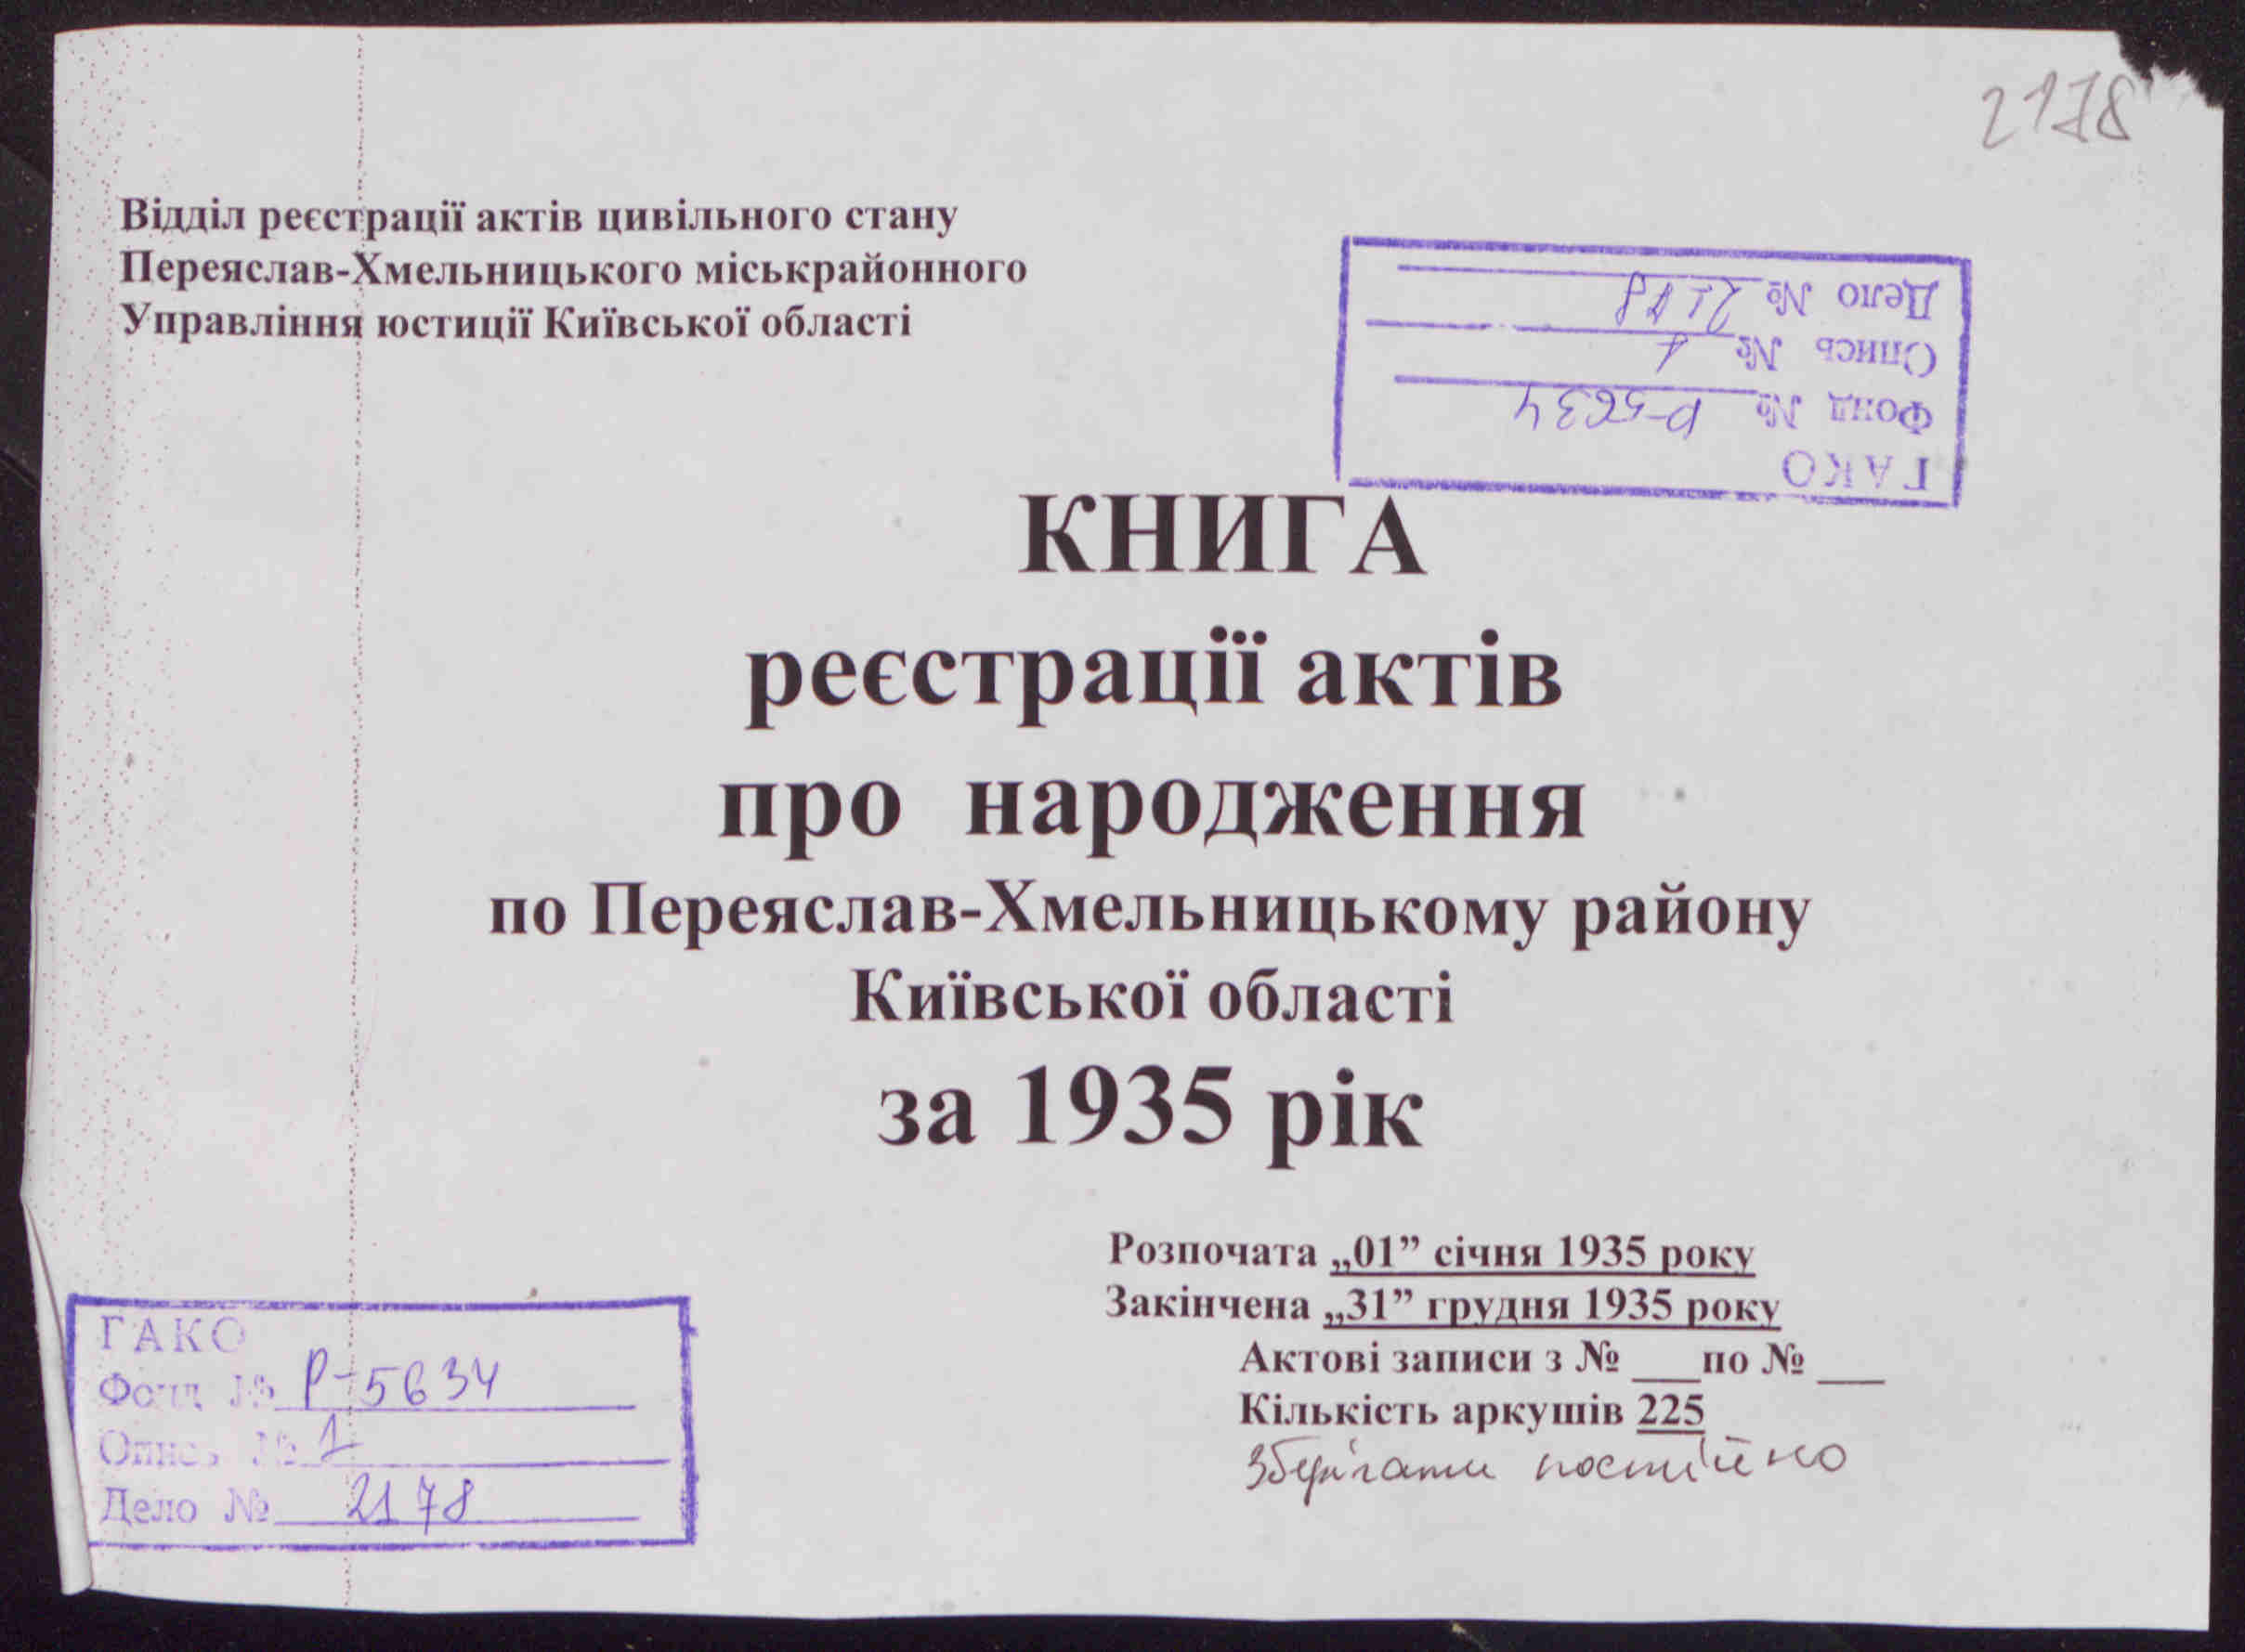 2178
Відділ реєстрації актів цивільного стану
Переяслав-Хмельницького міськрайонного
Управління юстиції Київської області
ГАКО
Фонд № Р-5634
Опись № 1
Дело № 2178
КНИГА
реєстрації актів
про народження
по Переяслав-Хмельницькому району
Київської області
за 1935 рік
Розпочата „01” січня 1935 року
Закінчена „31” грудня 1935 року
Актові записи з № ___по № ___
Кількість аркушів 225
Зберігати постійно
ГАКО
Фонд № Р-5634
Опись № 1
Дело № 2178